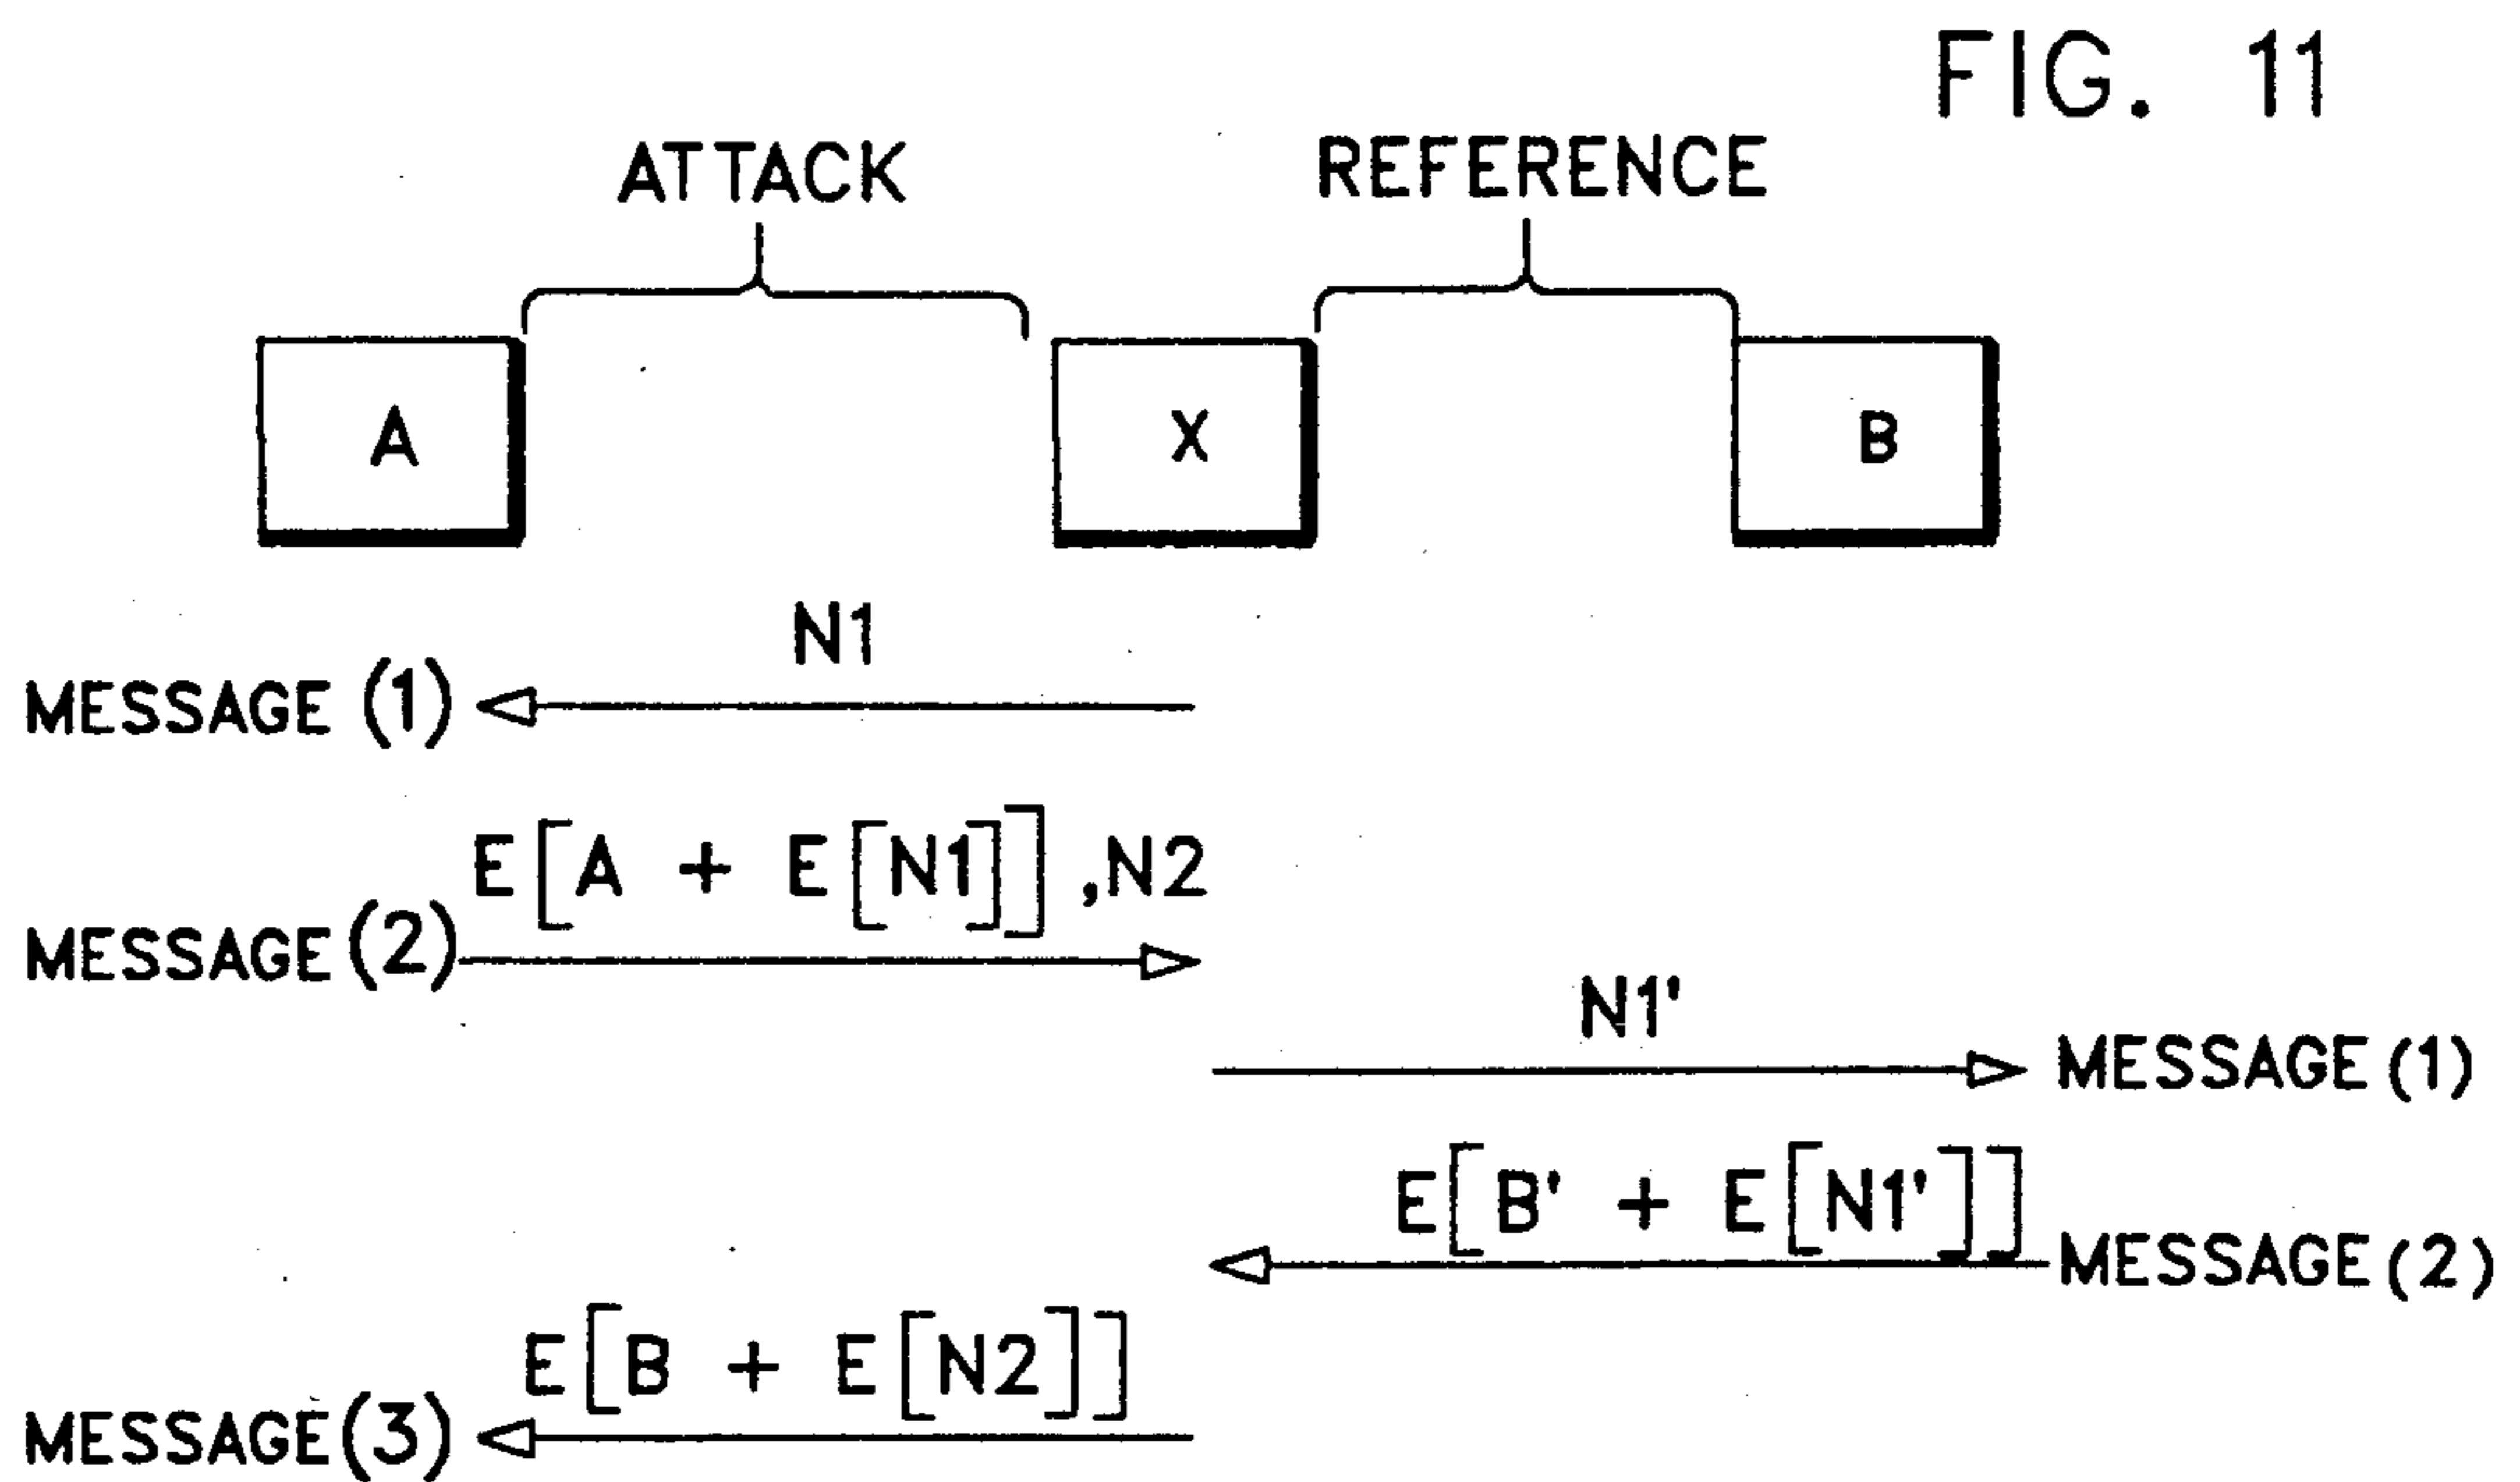 FIG. 11
ATTACK
REFERENCE
A
X
B
N1
MESSAGE (1)
E[A + E[N1]] ,N2
MESSAGE (2)
N1'
MESSAGE (1)
E[B' + E[N1']]
MESSAGE (2)
E[B + E[N2]]
MESSAGE (3)